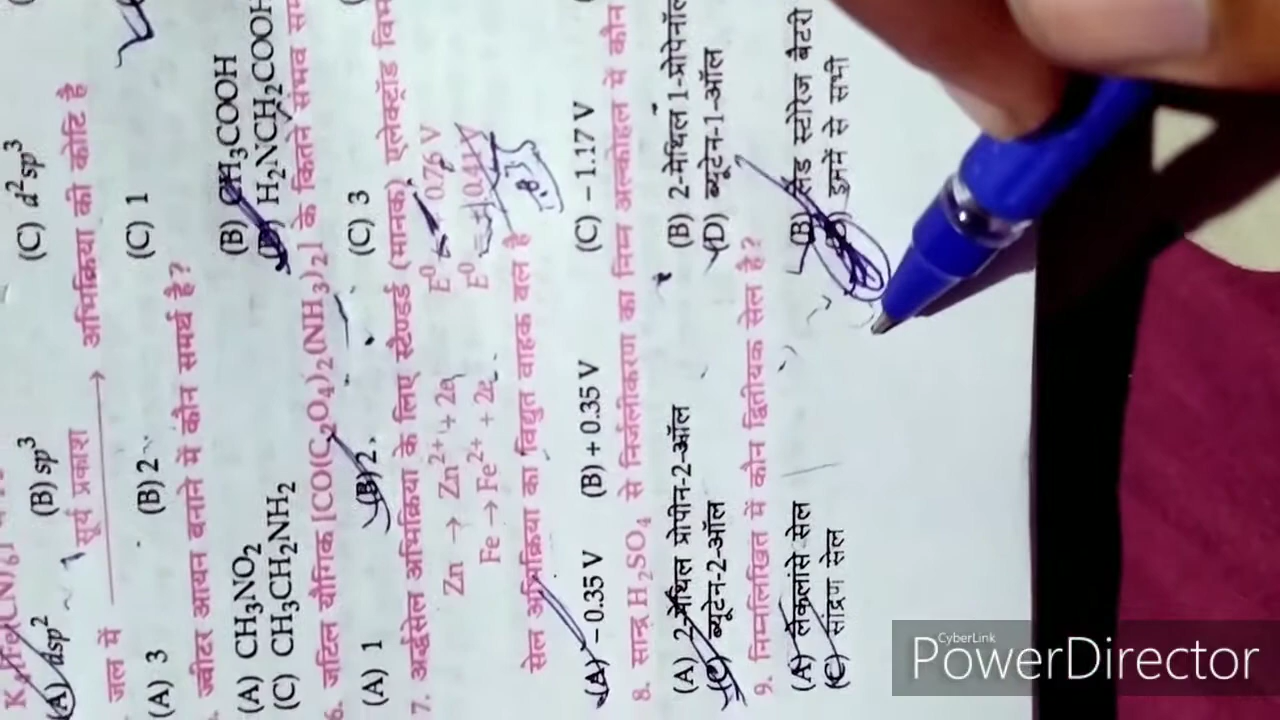 K4[Fe(CN)6]
(A) dsp² (B) sp³ (C) d²sp³
जल में सूर्य प्रकाश → अभिक्रिया की कोटि है
(A) 3 (B) 2 (C) 1
ज्वीटर आयन बनाने में कौन समर्थ है?
(A) CH3NO2 (B) CH3COOH
(C) CH3CH2NH2 (D) H2NCH2COOH
6. जटिल यौगिक [CO(C2O4)2(NH3)2] के कितने संभव सम
(A) 1 (B) 2 (C) 3
7. अर्द्धसेल अभिक्रिया के लिए स्टैण्डर्ड (मानक) एलेक्ट्रॉड विभ
Zn → Zn²⁺ + 2e E⁰ 0.76 V
Fe → Fe²⁺ + 2e E⁰ = 0.41 V
सेल अभिक्रिया का विद्युत वाहक बल है
(A) – 0.35 V (B) + 0.35 V (C) – 1.17 V
8. सान्द्र H2SO4 से निर्जलीकरण का निम्न अल्कोहल में कौन
(A) 2-मेथिल प्रोपीन-2-ऑल (B) 2-मेथिल 1-प्रोपेनॉल
(C) ब्यूटेन-2-ऑल (D) ब्यूटेन-1-ऑल
9. निम्नलिखित में कौन द्वितीयक सेल है?
(A) लेकलांसे सेल (B) लेड स्टोरेज बैटरी
(C) सांद्रण सेल इनमें से सभी
CyberLink
PowerDirector